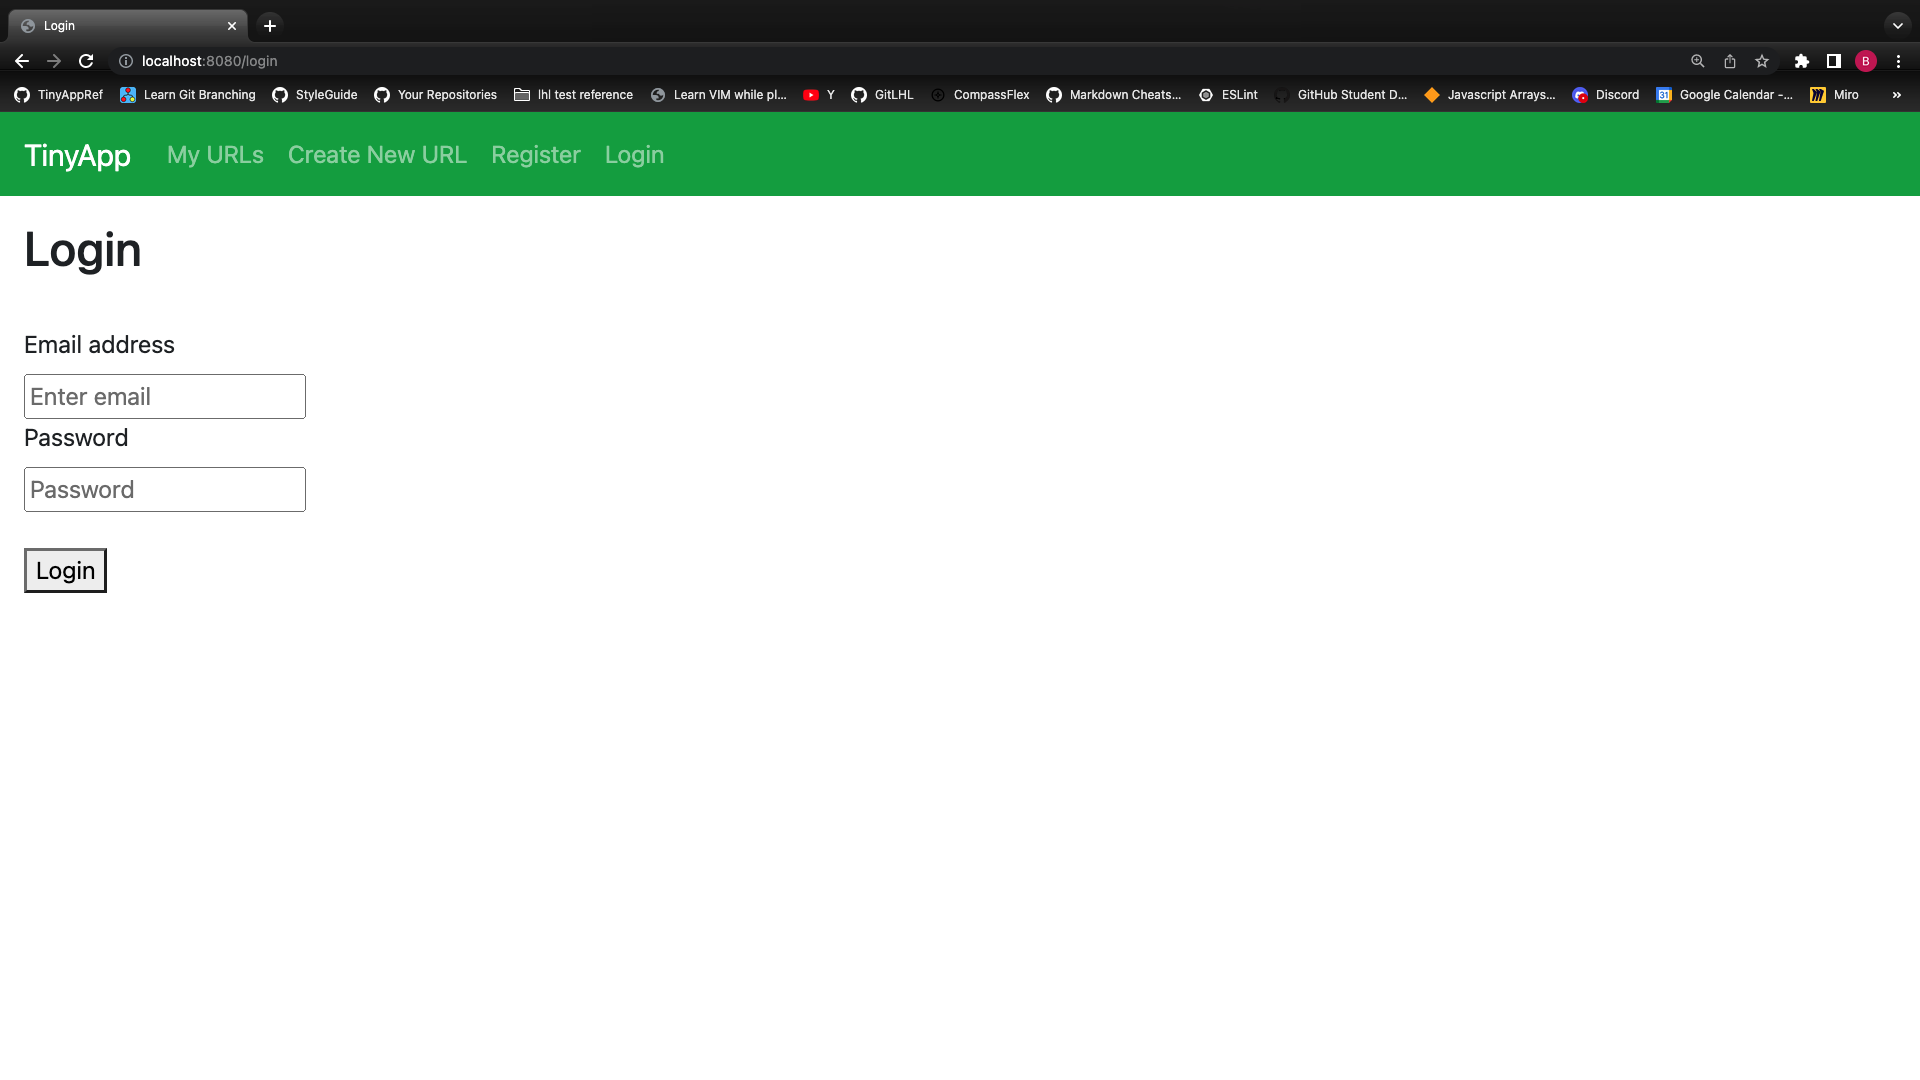 Login
localhost:8080/login
B
TinyAppRef Learn Git Branching StyleGuide Your Repositories lhl test reference Learn VIM while pl... Y GitLHL CompassFlex Markdown Cheats... ESLint GitHub Student D... Javascript Arrays... 31 Google Calendar -... Discord Miro »
TinyApp My URLs Create New URL Register Login
Login
Email address
Enter email
Password
Password
Login